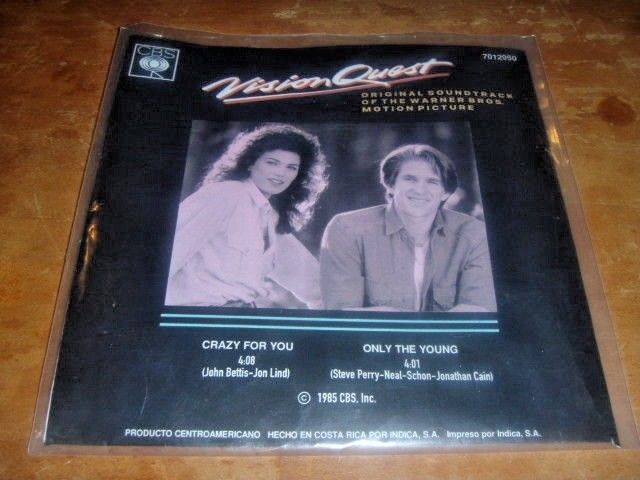 CBS
7012050
Vision Quest
ORIGINAL SOUNDTRACK
OF THE WARNER BROS.
MOTION PICTURE
CRAZY FOR YOU
4:08
(John Bettis-Jon Lind)
ONLY THE YOUNG
4:01
(Steve Perry-Neal-Schon-Jonathan Cain)
© 1985 CBS, Inc.
PRODUCTO CENTROAMERICANO HECHO EN COSTA RICA POR INDICA, S.A. Impreso por Indica. S.A.